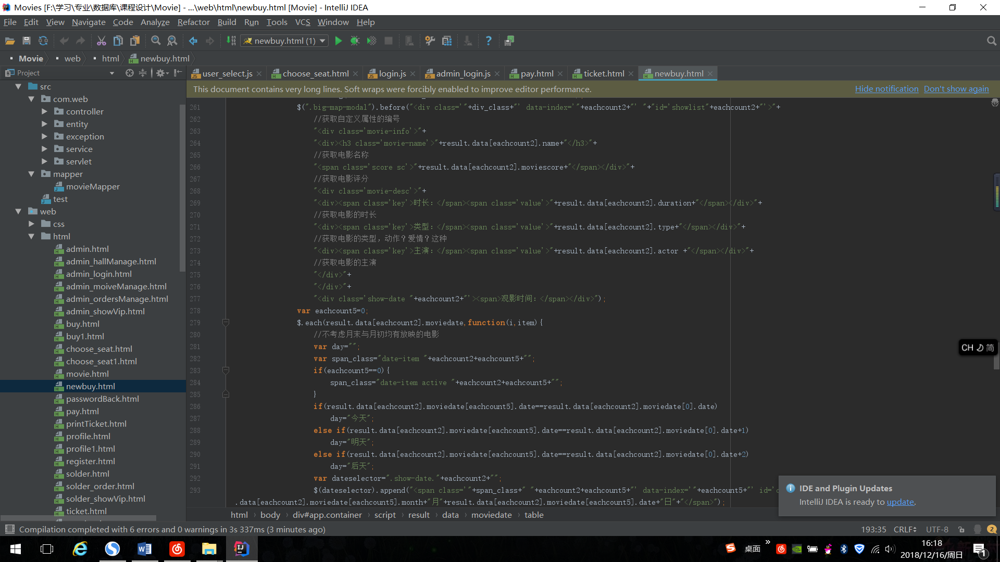 Movies [F:\学习\专业\数据库\课程设计\Movie] - ...\web\html\newbuy.html [Movie] - IntelliJ IDEA
File Edit View Navigate Code Analyze Refactor Build Run Tools VCS Window Help
newbuy.html (1)
Movie web html newbuy.html
Project
user_select.js choose_seat.html login.js admin_login.js pay.html ticket.html newbuy.html
This document contains very long lines. Soft wraps were forcibly enabled to improve editor performance. Hide notification Don't show again
src
com.web
controller
entity
exception
service
servlet
mapper
movieMapper
test
web
css
html
admin.html
admin_hallManage.html
admin_login.html
admin_moiveManage.html
admin_ordersManage.html
admin_showVip.html
buy.html
buy1.html
choose_seat.html
choose_seat1.html
movie.html
newbuy.html
passwordBack.html
pay.html
printTicket.html
profile.html
profile1.html
register.html
solder.html
solder_order.html
solder_showVip.html
ticket.html
261 $(".big-map-modal").before("<div class='"+div_class+"' data-index='"+eachcount2+"' "+"id='showlist"+eachcount2+"'>"+
262 //获取自定义属性的编号
263 "<div class='movie-info'>"+
264 "<div><h3 class='movie-name'>"+result.data[eachcount2].name+"</h3>"+
265 //获取电影名称
266 "<span class='score sc'>"+result.data[eachcount2].moviescore+"</span></div>"+
267 //获取电影评分
268 "<div class='movie-desc'>"+
269 "<div><span class='key'>时长：</span><span class='value'>"+result.data[eachcount2].duration+"</span></div>"+
270 //获取电影的时长
271 "<div><span class='key'>类型：</span><span class='value'>"+result.data[eachcount2].type+"</span></div>"+
272 //获取电影的类型，动作？爱情？这种
273 "<div><span class='key'>主演：</span><span class='value'>"+result.data[eachcount2].actor +"</span></div>"+
274 //获取电影的主演
275 "</div>"+
276 "</div>"+
277 "<div class='show-date "+eachcount2+"'><span>观影时间：</span></div>");
278 var eachcount5=0;
279 $.each(result.data[eachcount2].moviedate,function(i,item){
280 //不考虑月末与月初均有放映的电影
281 var day="";
282 var span_class="date-item "+eachcount2+eachcount5+"";
283 if(eachcount5==0){
284 span_class="date-item active "+eachcount2+eachcount5+"";
285 }
286 if(result.data[eachcount2].moviedate[eachcount5].date==result.data[eachcount2].moviedate[0].date)
287 day="今天";
288 else if(result.data[eachcount2].moviedate[eachcount5].date==result.data[eachcount2].moviedate[0].date+1)
289 day="明天";
290 else if(result.data[eachcount2].moviedate[eachcount5].date==result.data[eachcount2].moviedate[0].date+2)
291 day="后天";
292 var dateselector=".show-date."+eachcount2+"";
293 $(dateselector).append("<span class='"+span_class+" "+eachcount2+eachcount5+"' data-index='"+eachcount5+"' id='
.data[eachcount2].moviedate[eachcount5].month+"月"+result.data[eachcount2].moviedate[eachcount5].date+"日"+"</span>");
CH 简
IDE and Plugin Updates
IntelliJ IDEA is ready to update.
html body div#app.container script result data moviedate table
Compilation completed with 6 errors and 0 warnings in 3s 337ms (3 minutes ago) 193:35 CRLF UTF-8 2
桌面
16:18
2018/12/16/周日
1